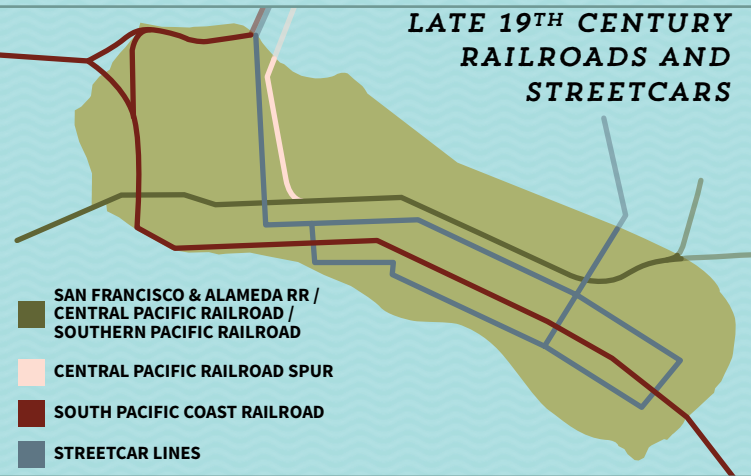 LATE 19TH CENTURY
RAILROADS AND
STREETCARS
SAN FRANCISCO & ALAMEDA RR /
CENTRAL PACIFIC RAILROAD /
SOUTHERN PACIFIC RAILROAD
CENTRAL PACIFIC RAILROAD SPUR
SOUTH PACIFIC COAST RAILROAD
STREETCAR LINES